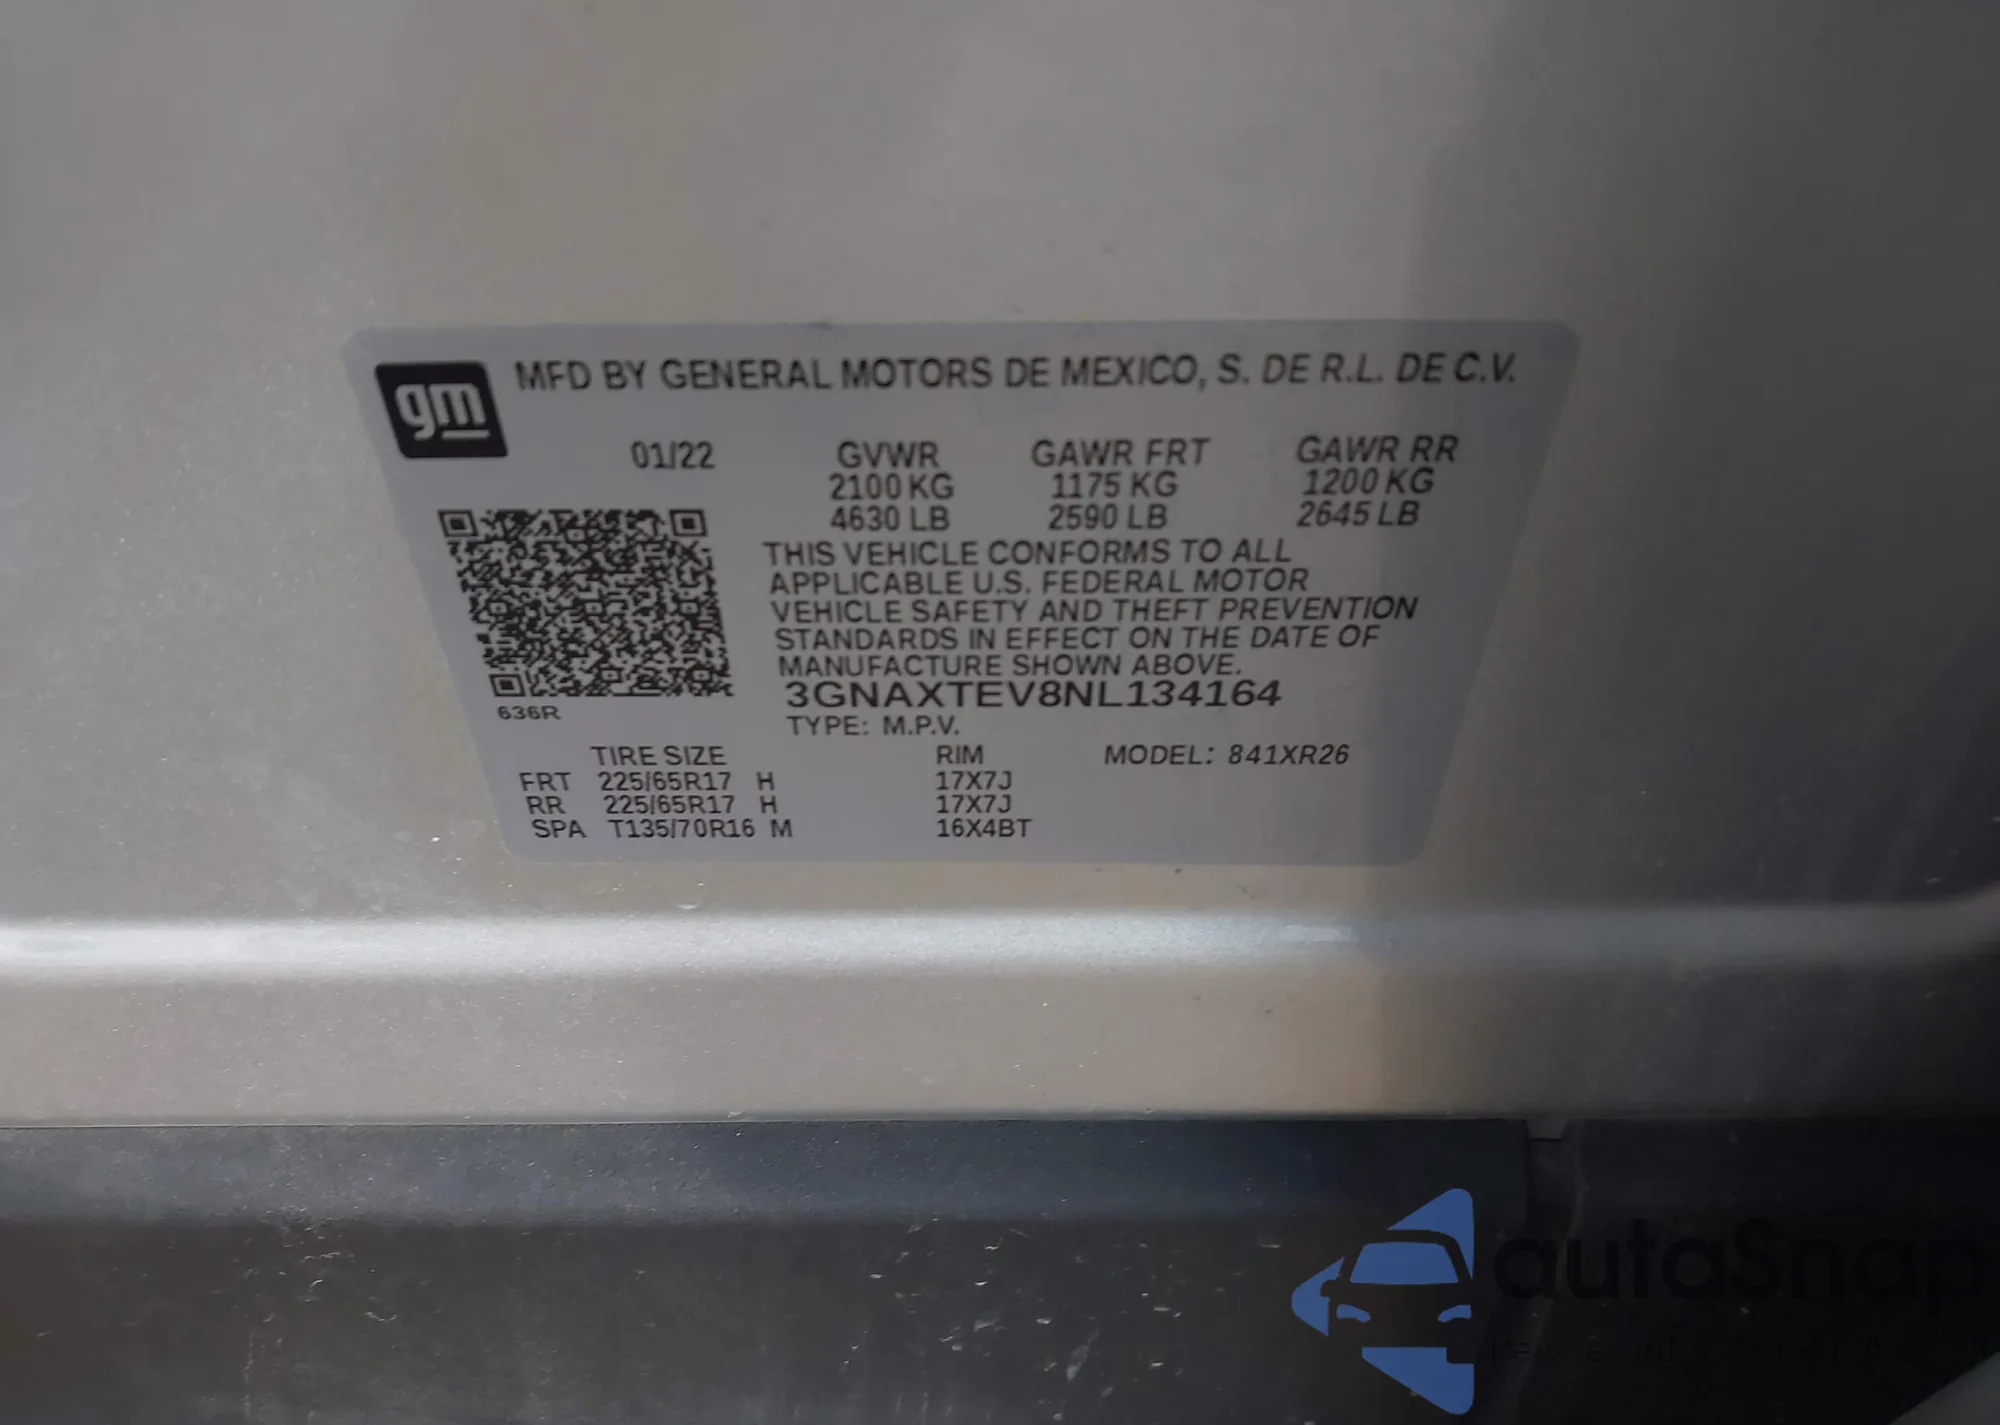 gm
MFD BY GENERAL MOTORS DE MEXICO, S. DE R.L. DE C.V.
01/22 GVWR GAWR FRT GAWR RR
2100 KG 1175 KG 1200 KG
4630 LB 2590 LB 2645 LB
THIS VEHICLE CONFORMS TO ALL
APPLICABLE U.S. FEDERAL MOTOR
VEHICLE SAFETY AND THEFT PREVENTION
STANDARDS IN EFFECT ON THE DATE OF
MANUFACTURE SHOWN ABOVE.
3GNAXTEV8NL134164
636R
TYPE: M.P.V.
TIRE SIZE RIM MODEL: 841XR26
FRT 225/65R17 H 17X7J
RR 225/65R17 H 17X7J
SPA T135/70R16 M 16X4BT
autaSnap